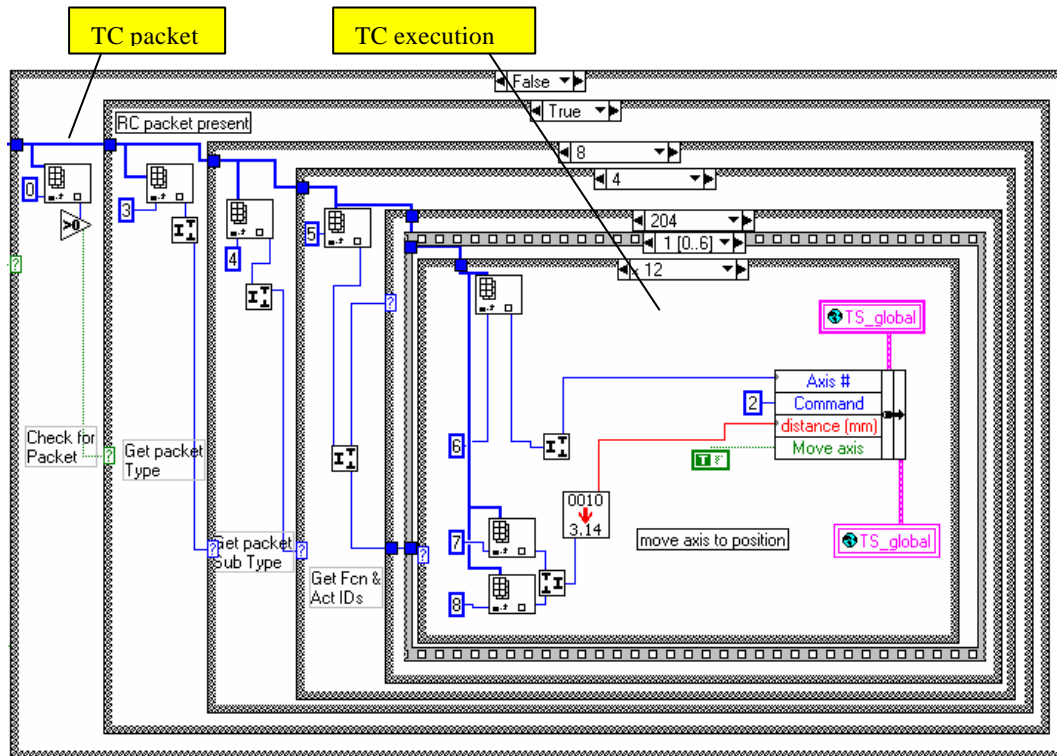 TC packet
TC execution
False
True
RC packet present
8
4
0
3
204
5
1 [0..6]
>0
4
12
TS_global
Axis #
2
Command
distance (mm)
Check for
Packet
Get packet
Type
6
Move axis
T
0010
3.14
move axis to position
TS_global
7
Get packet
Sub Type
Get Fcn &
Act IDs
8
?
?
?
?
?
?